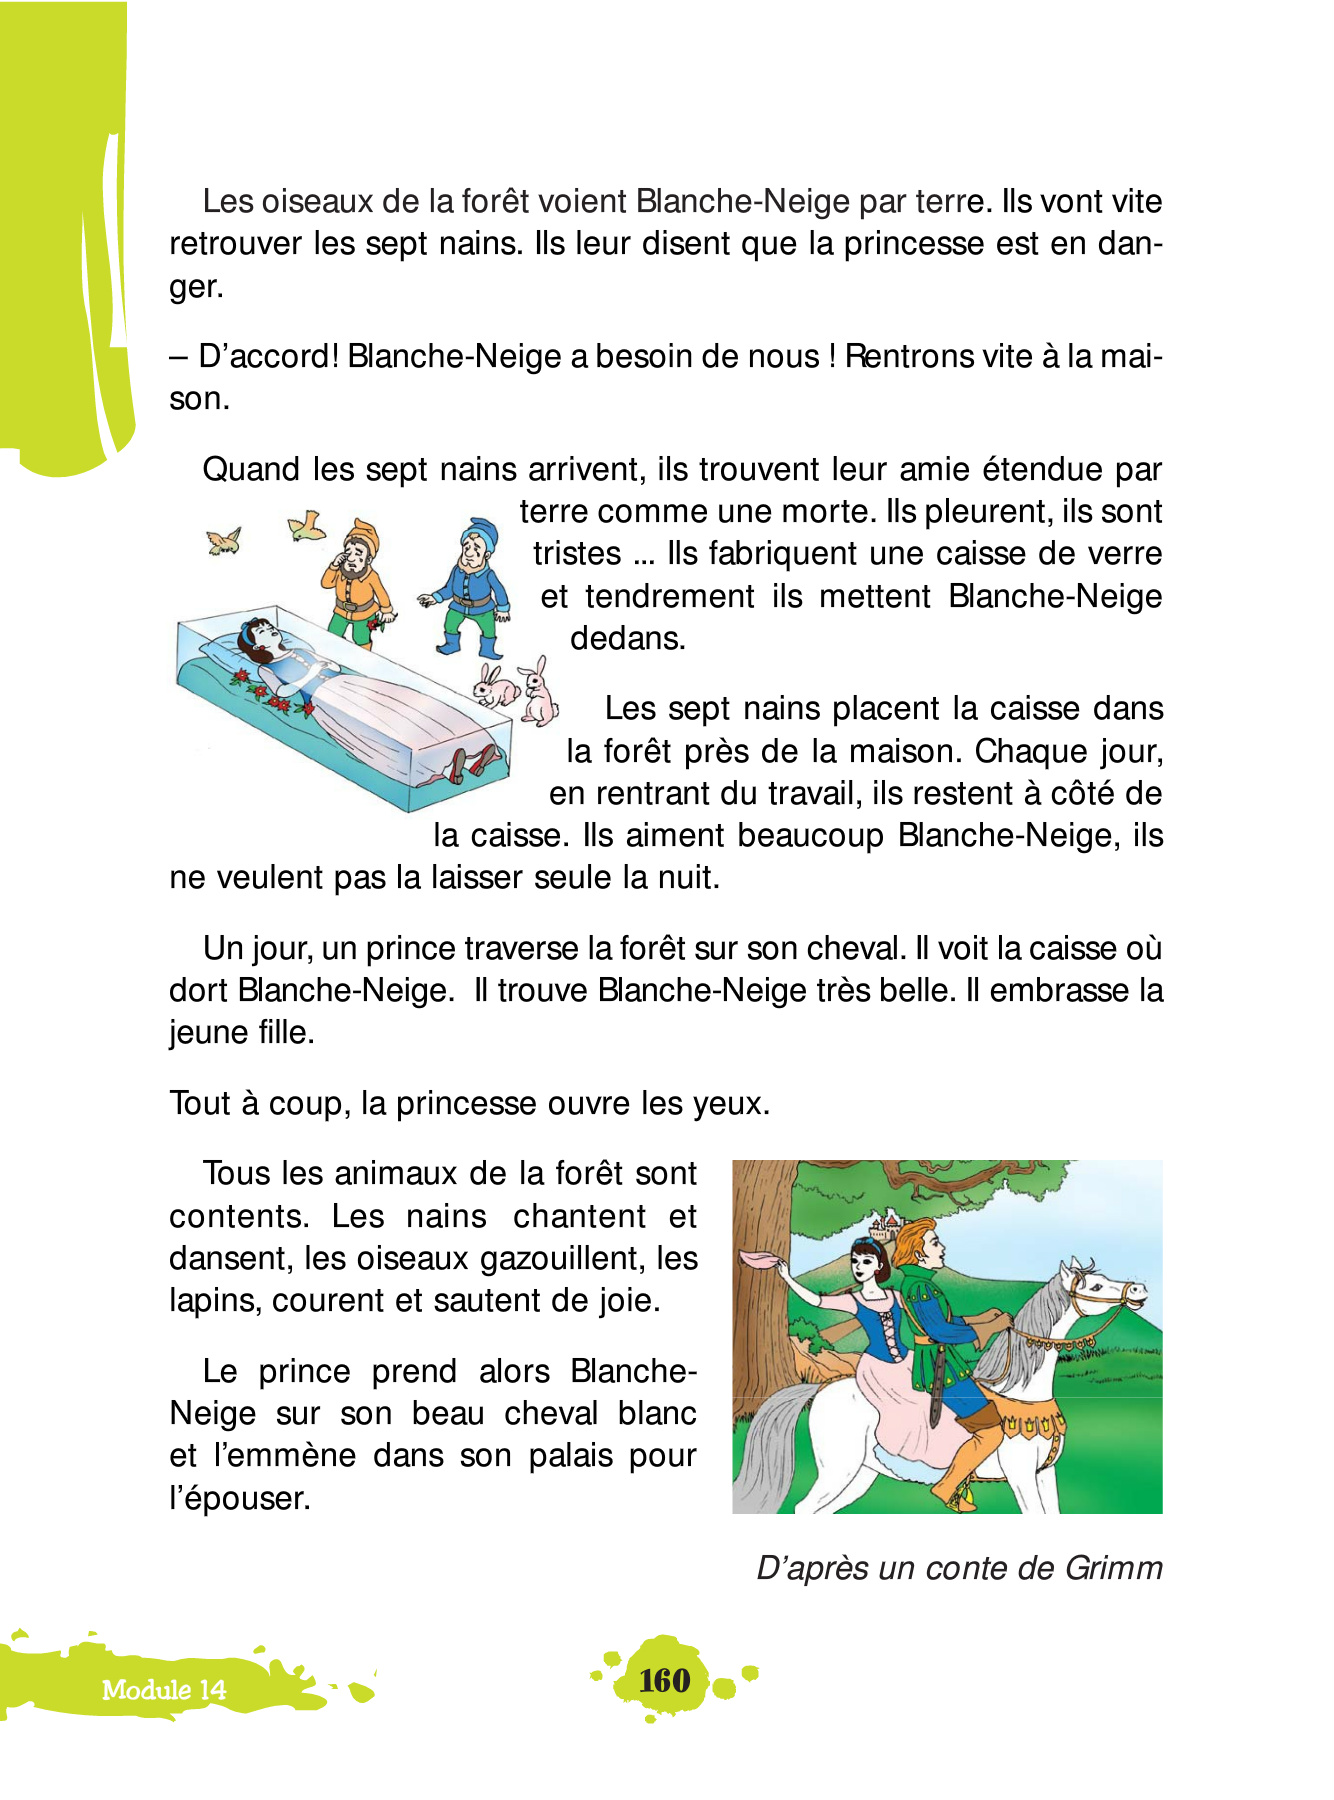 Les oiseaux de la forêt voient Blanche-Neige par terre. Ils vont vite
retrouver les sept nains. Ils leur disent que la princesse est en dan-
ger.
– D’accord! Blanche-Neige a besoin de nous ! Rentrons vite à la mai-
son.
Quand les sept nains arrivent, ils trouvent leur amie étendue par
terre comme une morte. Ils pleurent, ils sont
tristes ... Ils fabriquent une caisse de verre
et tendrement ils mettent Blanche-Neige
dedans.
Les sept nains placent la caisse dans
la forêt près de la maison. Chaque jour,
en rentrant du travail, ils restent à côté de
la caisse. Ils aiment beaucoup Blanche-Neige, ils
ne veulent pas la laisser seule la nuit.
Un jour, un prince traverse la forêt sur son cheval. Il voit la caisse où
dort Blanche-Neige. Il trouve Blanche-Neige très belle. Il embrasse la
jeune fille.
Tout à coup, la princesse ouvre les yeux.
Tous les animaux de la forêt sont
contents. Les nains chantent et
dansent, les oiseaux gazouillent, les
lapins, courent et sautent de joie.
Le prince prend alors Blanche-
Neige sur son beau cheval blanc
et l’emmène dans son palais pour
l’épouser.
D’après un conte de Grimm
Module 14
160